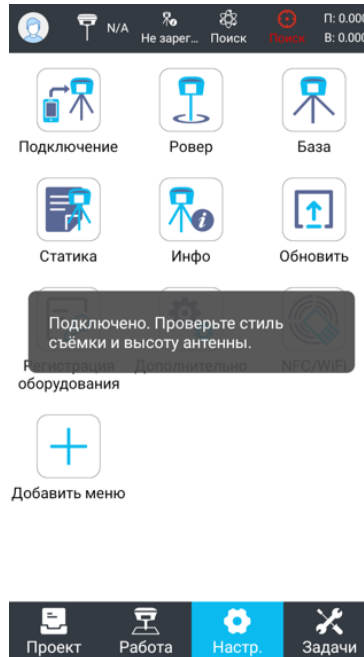 N/A
Не зарег...
Поиск
Поиск
П: 0.000
В: 0.000
Подключение
Ровер
База
Статика
Инфо
Обновить
Подключено. Проверьте стиль
съёмки и высоту антенны.
Регистрация
оборудования
Дополнительно
NFC/WiFi
Добавить меню
Проект
Работа
Настр.
Задачи